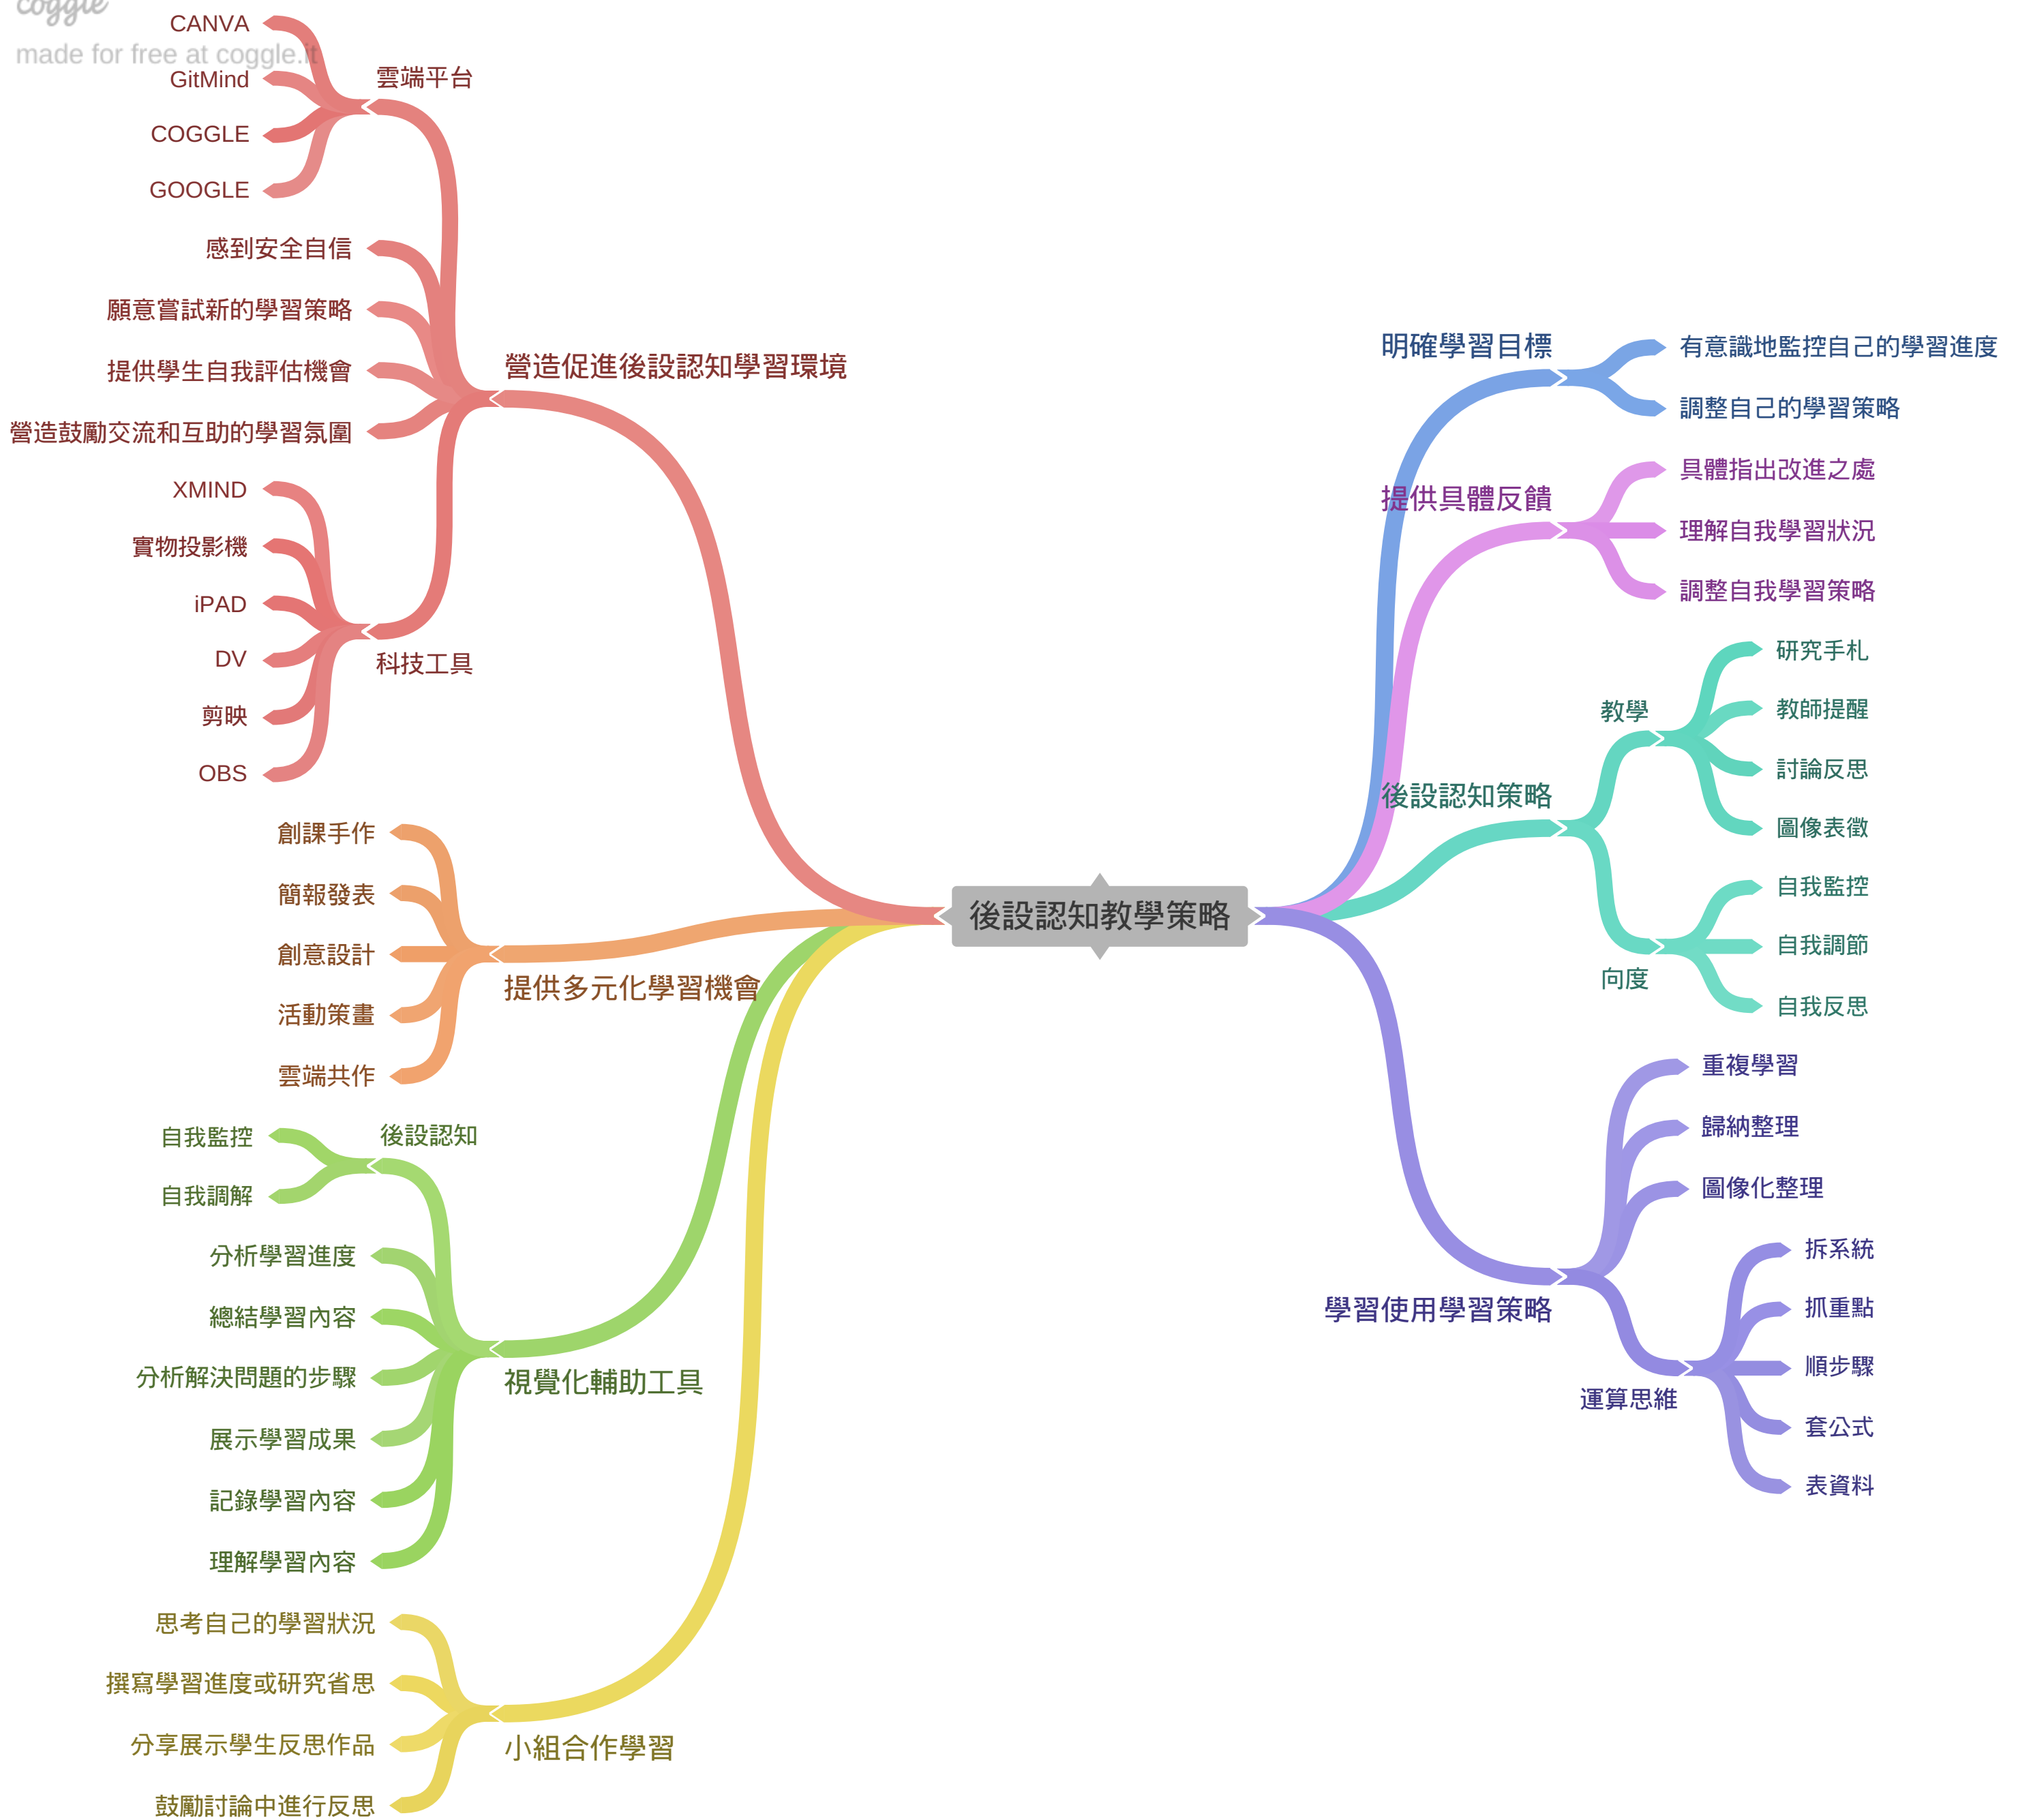 coggle
made for free at coggle.it
CANVA
GitMind
COGGLE
GOOGLE
雲端平台
感到安全自信
願意嘗試新的學習策略
提供學生自我評估機會
營造鼓勵交流和互助的學習氛圍
營造促進後設認知學習環境
XMIND
實物投影機
iPAD
DV
剪映
OBS
科技工具
創課手作
簡報發表
創意設計
活動策畫
雲端共作
提供多元化學習機會
後設認知
自我監控
自我調解
分析學習進度
總結學習內容
分析解決問題的步驟
展示學習成果
記錄學習內容
理解學習內容
視覺化輔助工具
思考自己的學習狀況
撰寫學習進度或研究省思
分享展示學生反思作品
鼓勵討論中進行反思
小組合作學習
後設認知教學策略
明確學習目標
有意識地監控自己的學習進度
調整自己的學習策略
提供具體反饋
具體指出改進之處
理解自我學習狀況
調整自我學習策略
後設認知策略
教學
研究手札
教師提醒
討論反思
圖像表徵
向度
自我監控
自我調節
自我反思
學習使用學習策略
重複學習
歸納整理
圖像化整理
運算思維
拆系統
抓重點
順步驟
套公式
表資料